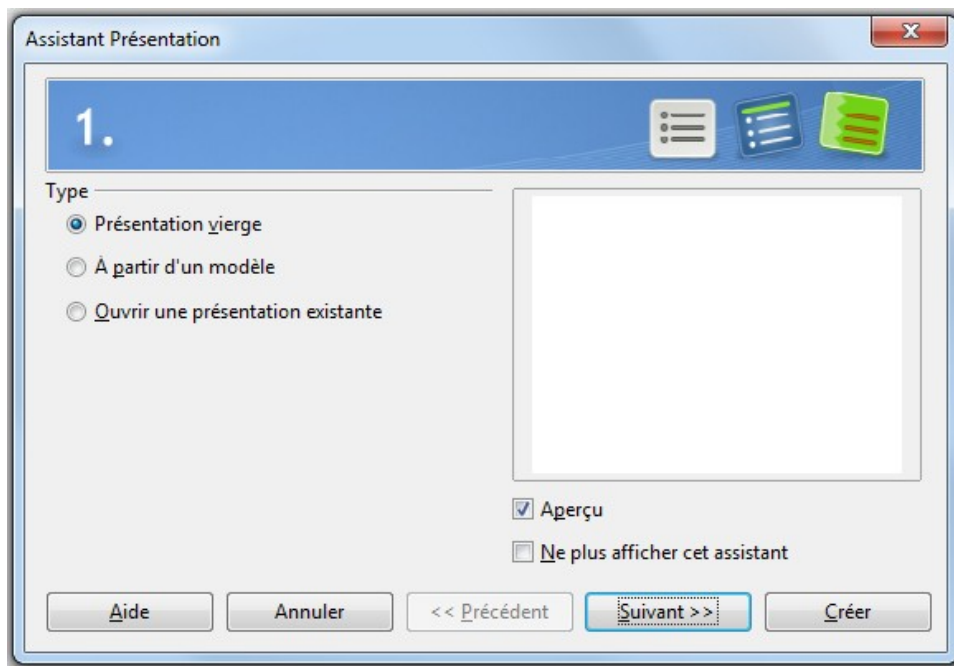 Assistant Présentation
1.
Type
Présentation vierge
À partir d'un modèle
Ouvrir une présentation existante
Aperçu
Ne plus afficher cet assistant
Aide Annuler << Précédent Suivant >> Créer